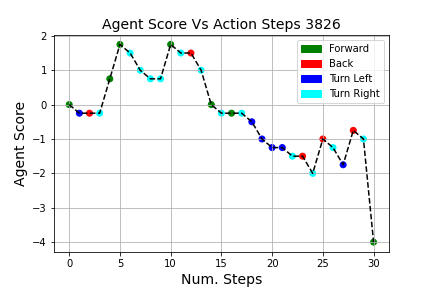 Agent Score Vs Action Steps 3826
Agent Score
2
1
0
−1
−2
−3
−4
Forward
Back
Turn Left
Turn Right
0 5 10 15 20 25 30
Num. Steps